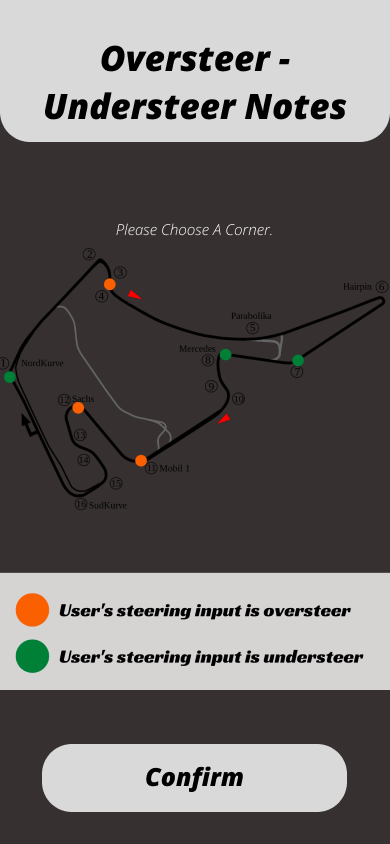 Oversteer -
Understeer Notes
Please Choose A Corner.
2
3
4
Hairpin 6
Parabolika
5
Mercedes
8
1 NordKurve
7
9
10
12 Sachs
13
14
11 Mobil 1
15
16 SudKurve
User's steering input is oversteer
User's steering input is understeer
Confirm